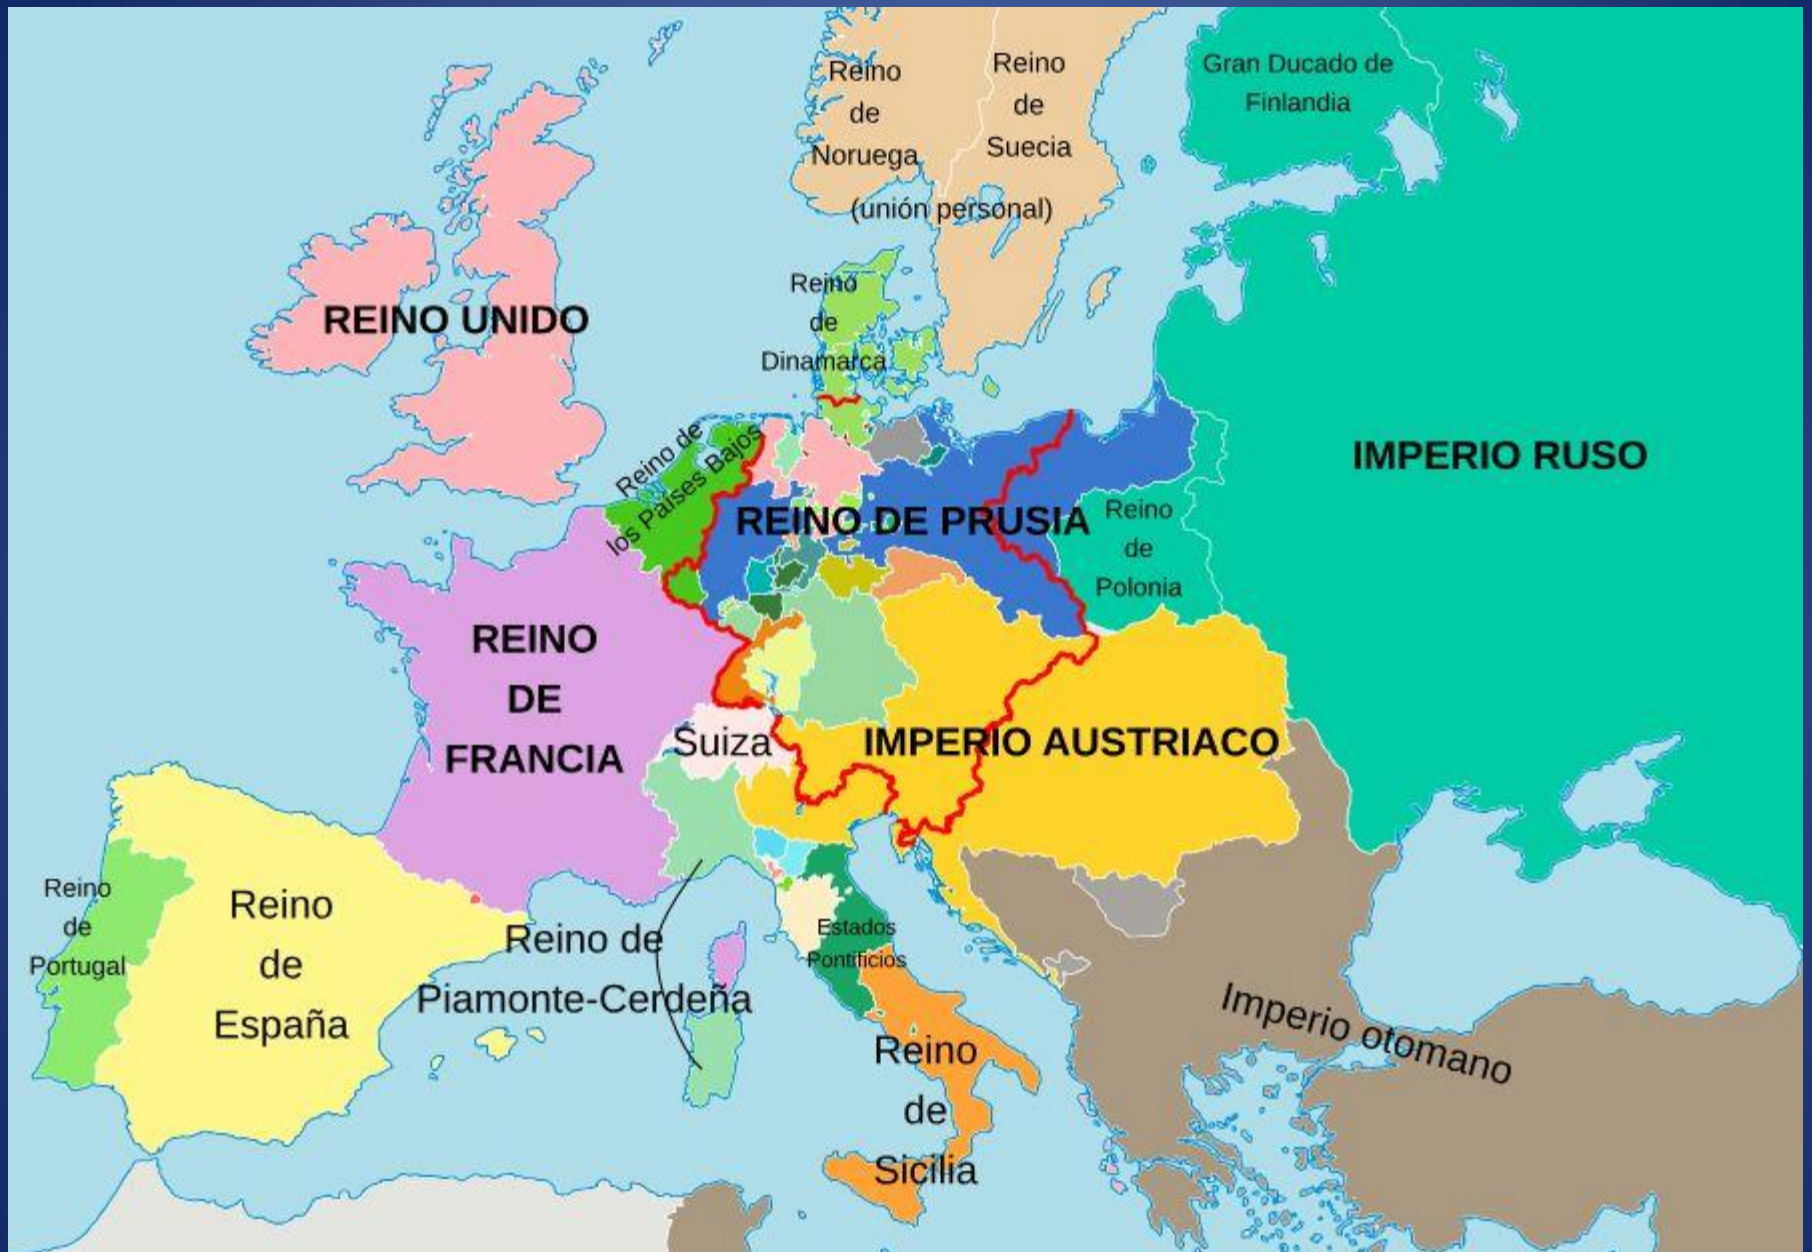 Reino
de
Noruega
Reino
de
Suecia
(unión personal)
Gran Ducado de
Finlandia
REINO UNIDO
Reino
de
Dinamarca
Reino de
los Países Bajos
IMPERIO RUSO
REINO DE PRUSIA
Reino
de
Polonia
REINO
DE
FRANCIA
Suiza
IMPERIO AUSTRIACO
Reino
de
Portugal
Reino
de
España
Reino de
Piamonte-Cerdeña
Estados
Pontificios
Imperio otomano
Reino
de
Sicilia